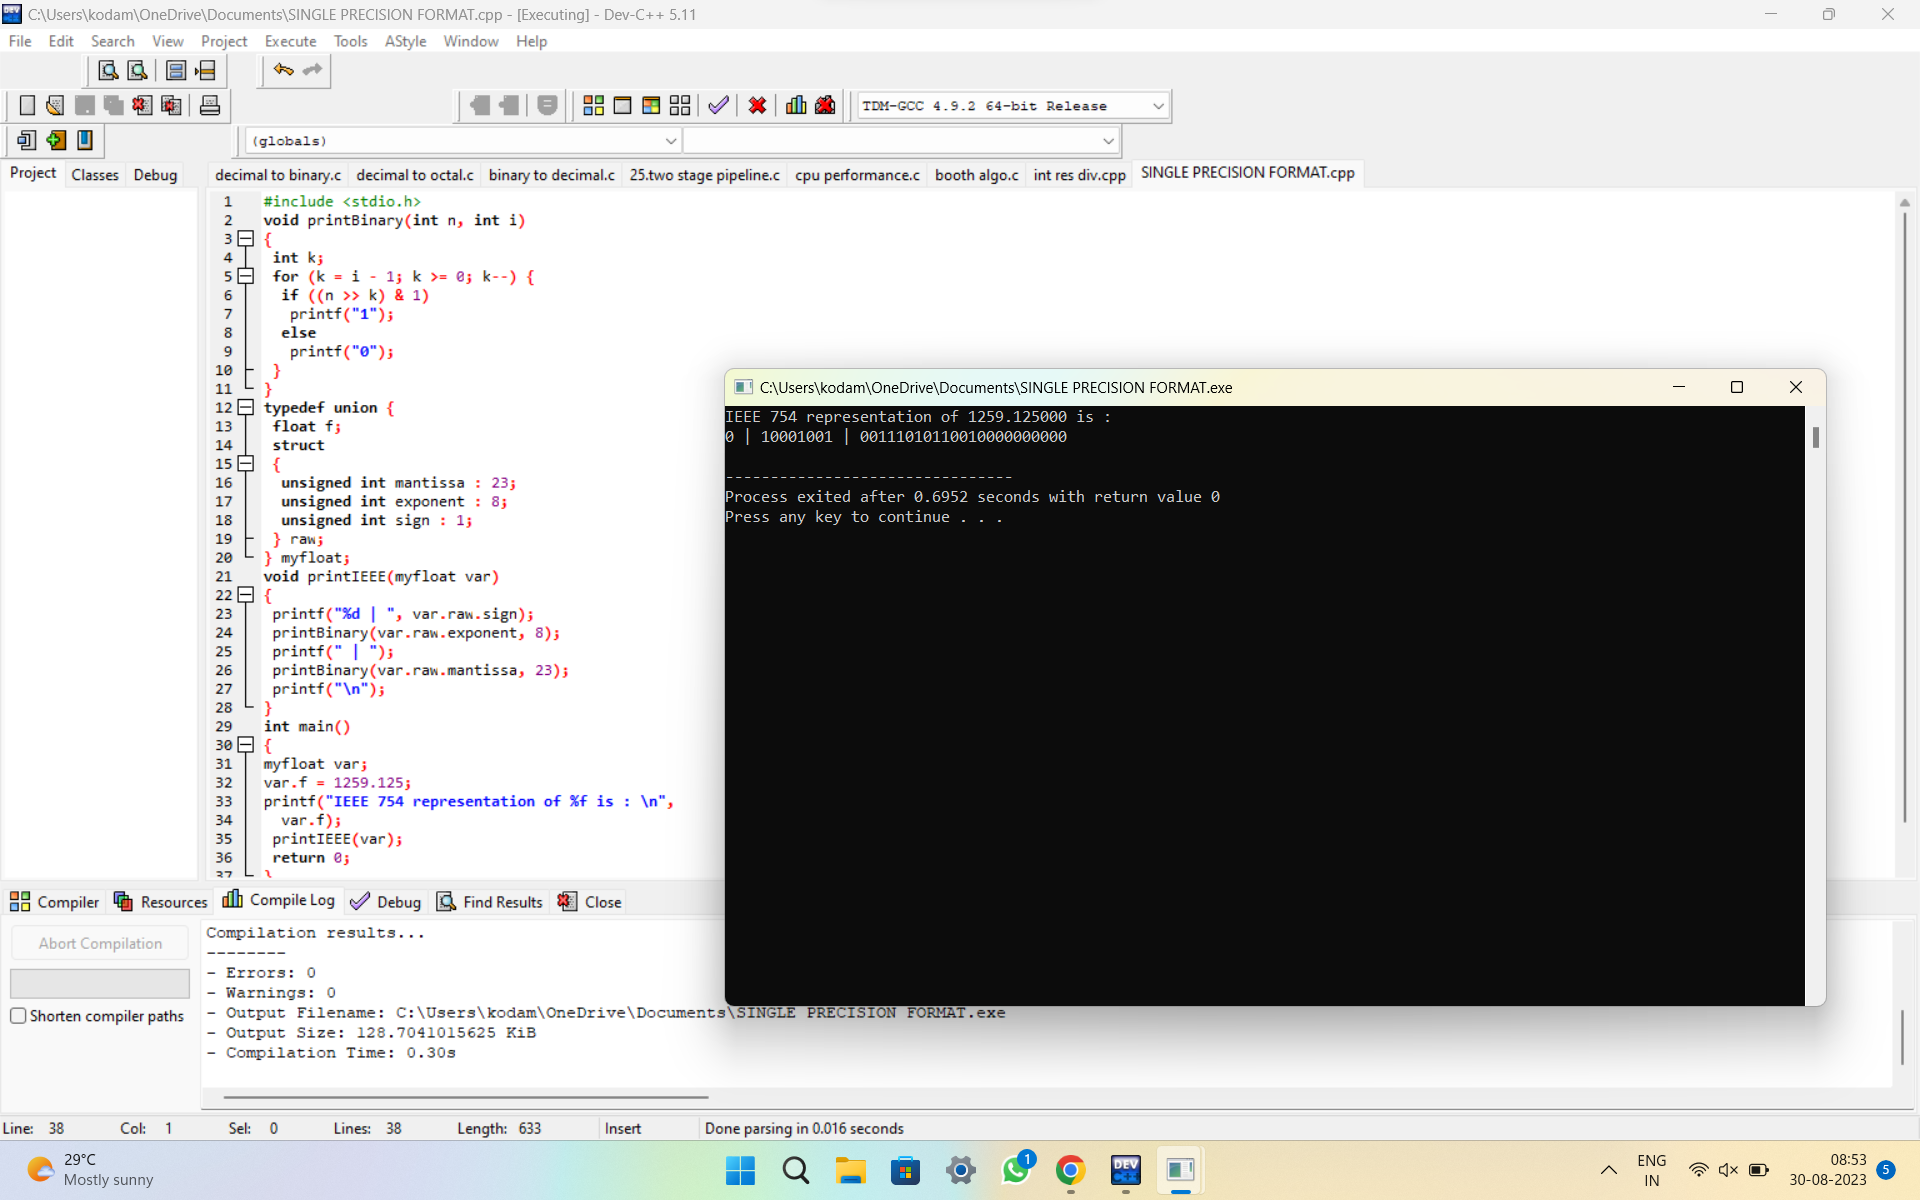 C:\Users\kodam\OneDrive\Documents\SINGLE PRECISION FORMAT.cpp - [Executing] - Dev-C++ 5.11
File Edit Search View Project Execute Tools AStyle Window Help
TDM-GCC 4.9.2 64-bit Release
(globals)
Project Classes Debug
decimal to binary.c decimal to octal.c binary to decimal.c 25.two stage pipeline.c cpu performance.c booth algo.c int res div.cpp SINGLE PRECISION FORMAT.cpp
1 #include <stdio.h>
2 void printBinary(int n, int i)
3 {
4 int k;
5 for (k = i - 1; k >= 0; k--) {
6 if ((n >> k) & 1)
7 printf("1");
8 else
9 printf("0");
10 }
11 }
12 typedef union {
13 float f;
14 struct
15 {
16 unsigned int mantissa : 23;
17 unsigned int exponent : 8;
18 unsigned int sign : 1;
19 } raw;
20 } myfloat;
21 void printIEEE(myfloat var)
22 {
23 printf("%d | ", var.raw.sign);
24 printBinary(var.raw.exponent, 8);
25 printf(" | ");
26 printBinary(var.raw.mantissa, 23);
27 printf("\n");
28 }
29 int main()
30 {
31 myfloat var;
32 var.f = 1259.125;
33 printf("IEEE 754 representation of %f is : \n",
34 var.f);
35 printIEEE(var);
36 return 0;
37 }
C:\Users\kodam\OneDrive\Documents\SINGLE PRECISION FORMAT.exe
IEEE 754 representation of 1259.125000 is :
0 | 10001001 | 00111010110010000000000
--------------------------------
Process exited after 0.6952 seconds with return value 0
Press any key to continue . . .
Compiler Resources Compile Log Debug Find Results Close
Abort Compilation
Shorten compiler paths
Compilation results...
--------
- Errors: 0
- Warnings: 0
- Output Filename: C:\Users\kodam\OneDrive\Documents\SINGLE PRECISION FORMAT.exe
- Output Size: 128.7041015625 KiB
- Compilation Time: 0.30s
Line: 38 Col: 1 Sel: 0 Lines: 38 Length: 633 Insert Done parsing in 0.016 seconds
29°C
Mostly sunny
1
DEV
C++
ENG
IN
08:53
30-08-2023
5